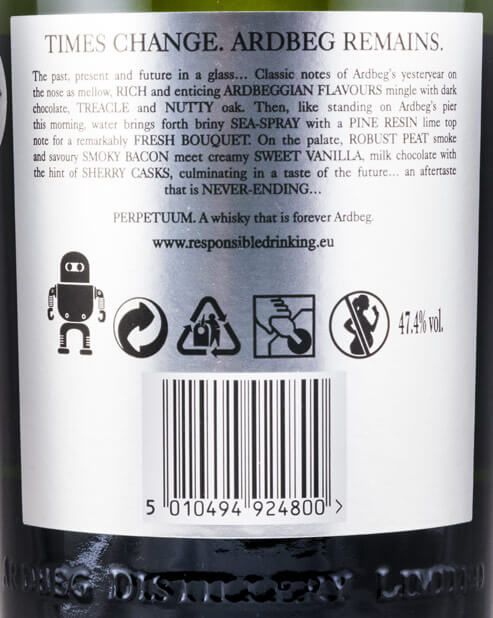 TIMES CHANGE. ARDBEG REMAINS.
The past, present and future in a glass... Classic notes of Ardbeg's yesteryear on
the nose as mellow, RICH and enticing ARDBEGGIAN FLAVOURS mingle with dark
chocolate, TREACLE and NUTTY oak. Then, like standing on Ardbeg's pier
this morning, water brings forth briny SEA-SPRAY with a PINE RESIN lime top
note for a remarkably FRESH BOUQUET. On the palate, ROBUST PEAT smoke
and savoury SMOKY BACON meet creamy SWEET VANILLA, milk chocolate with
the hint of SHERRY CASKS, culminating in a taste of the future... an aftertaste
that is NEVER-ENDING...
PERPETUUM. A whisky that is forever Ardbeg.
www.responsibledrinking.eu
47.4% vol.
5 010494 924800 >
ARDBEG DISTILLERY LIMITED